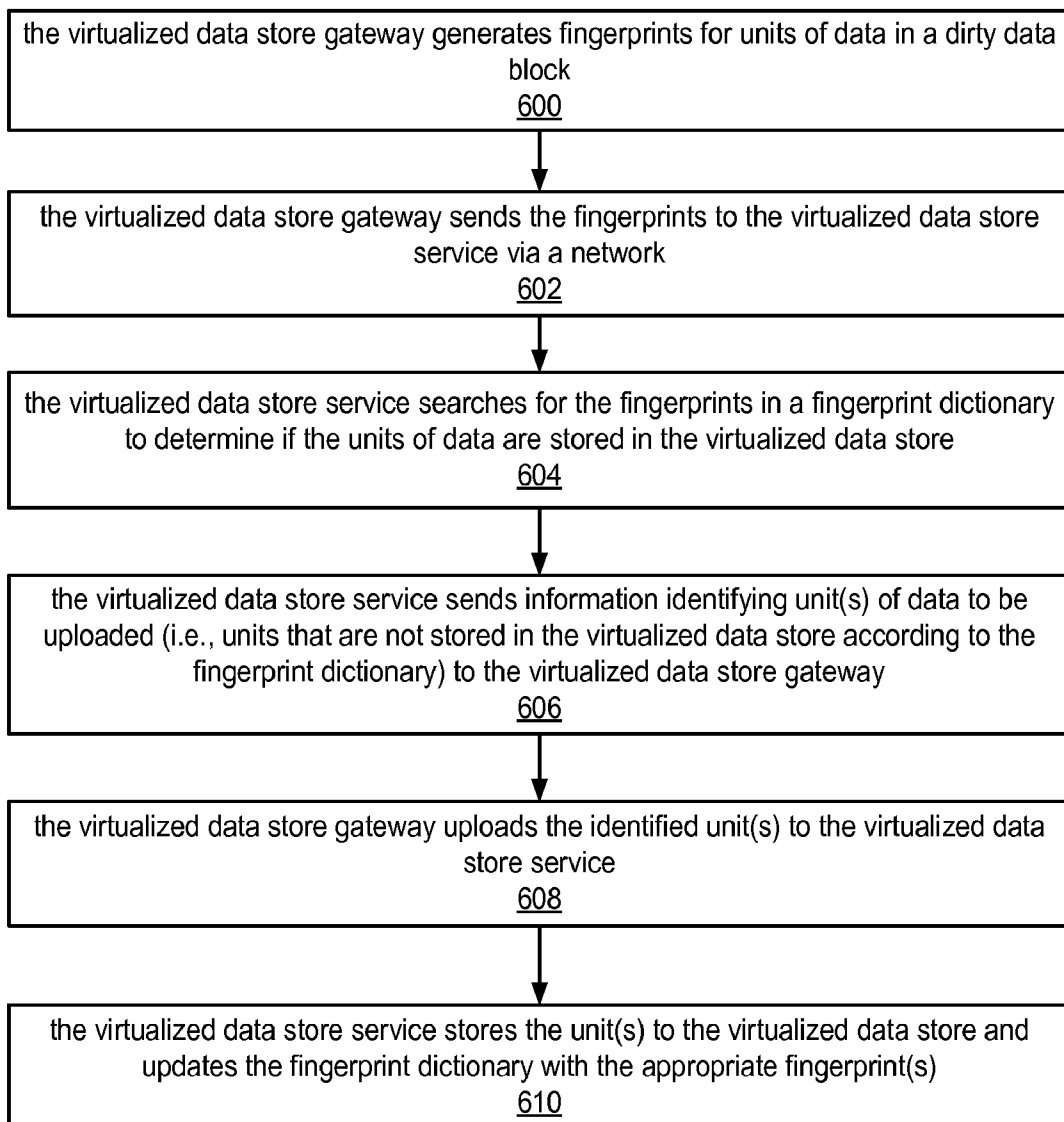 the virtualized data store gateway generates fingerprints for units of data in a dirty data
block
600
the virtualized data store gateway sends the fingerprints to the virtualized data store
service via a network
602
the virtualized data store service searches for the fingerprints in a fingerprint dictionary
to determine if the units of data are stored in the virtualized data store
604
the virtualized data store service sends information identifying unit(s) of data to be
uploaded (i.e., units that are not stored in the virtualized data store according to the
fingerprint dictionary) to the virtualized data store gateway
606
the virtualized data store gateway uploads the identified unit(s) to the virtualized data
store service
608
the virtualized data store service stores the unit(s) to the virtualized data store and
updates the fingerprint dictionary with the appropriate fingerprint(s)
610